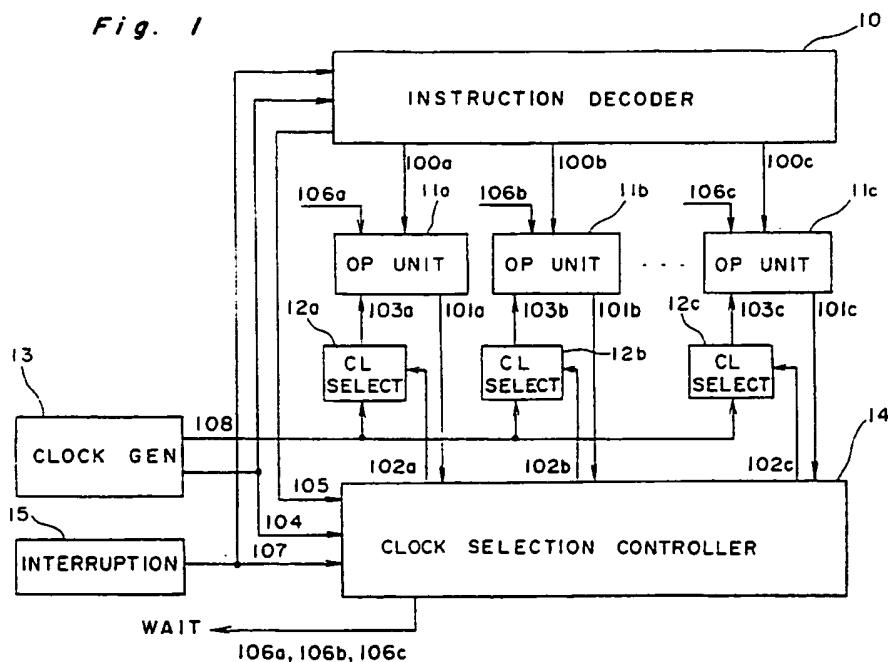 Fig. 1
10
INSTRUCTION DECODER
100a
100b
100c
106a
11a
106b
11b
106c
11c
OP UNIT
OP UNIT
. . . .
OP UNIT
12a
103a
101a
103b
101b
12c
103c
101c
CL SELECT
CL SELECT
12b
CL SELECT
13
108
CLOCK GEN
102a
102b
102c
14
105
15
104
INTERRUPTION
107
CLOCK SELECTION CONTROLLER
WAIT
106a, 106b, 106c